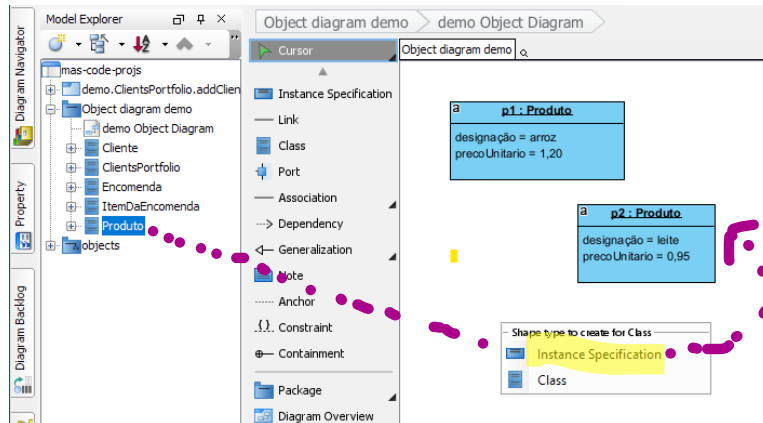 Model Explorer
Object diagram demo
demo Object Diagram
Diagram Navigator
Property
Diagram Backlog
mas-code-projs
demo.ClientsPortfolio.addClien
Object diagram demo
demo Object Diagram
Cliente
ClientsPortfolio
Encomenda
ItemDaEncomenda
Produto
objects
Cursor
Instance Specification
Link
Class
Port
Association
Dependency
Generalization
Note
Anchor
Constraint
Containment
Package
Diagram Overview
Object diagram demo
a
p1 : Produto
designação = arroz
precoUnitario = 1,20
a
p2 : Produto
designação = leite
precoUnitario = 0,95
Shape type to create for Class
Instance Specification
Class